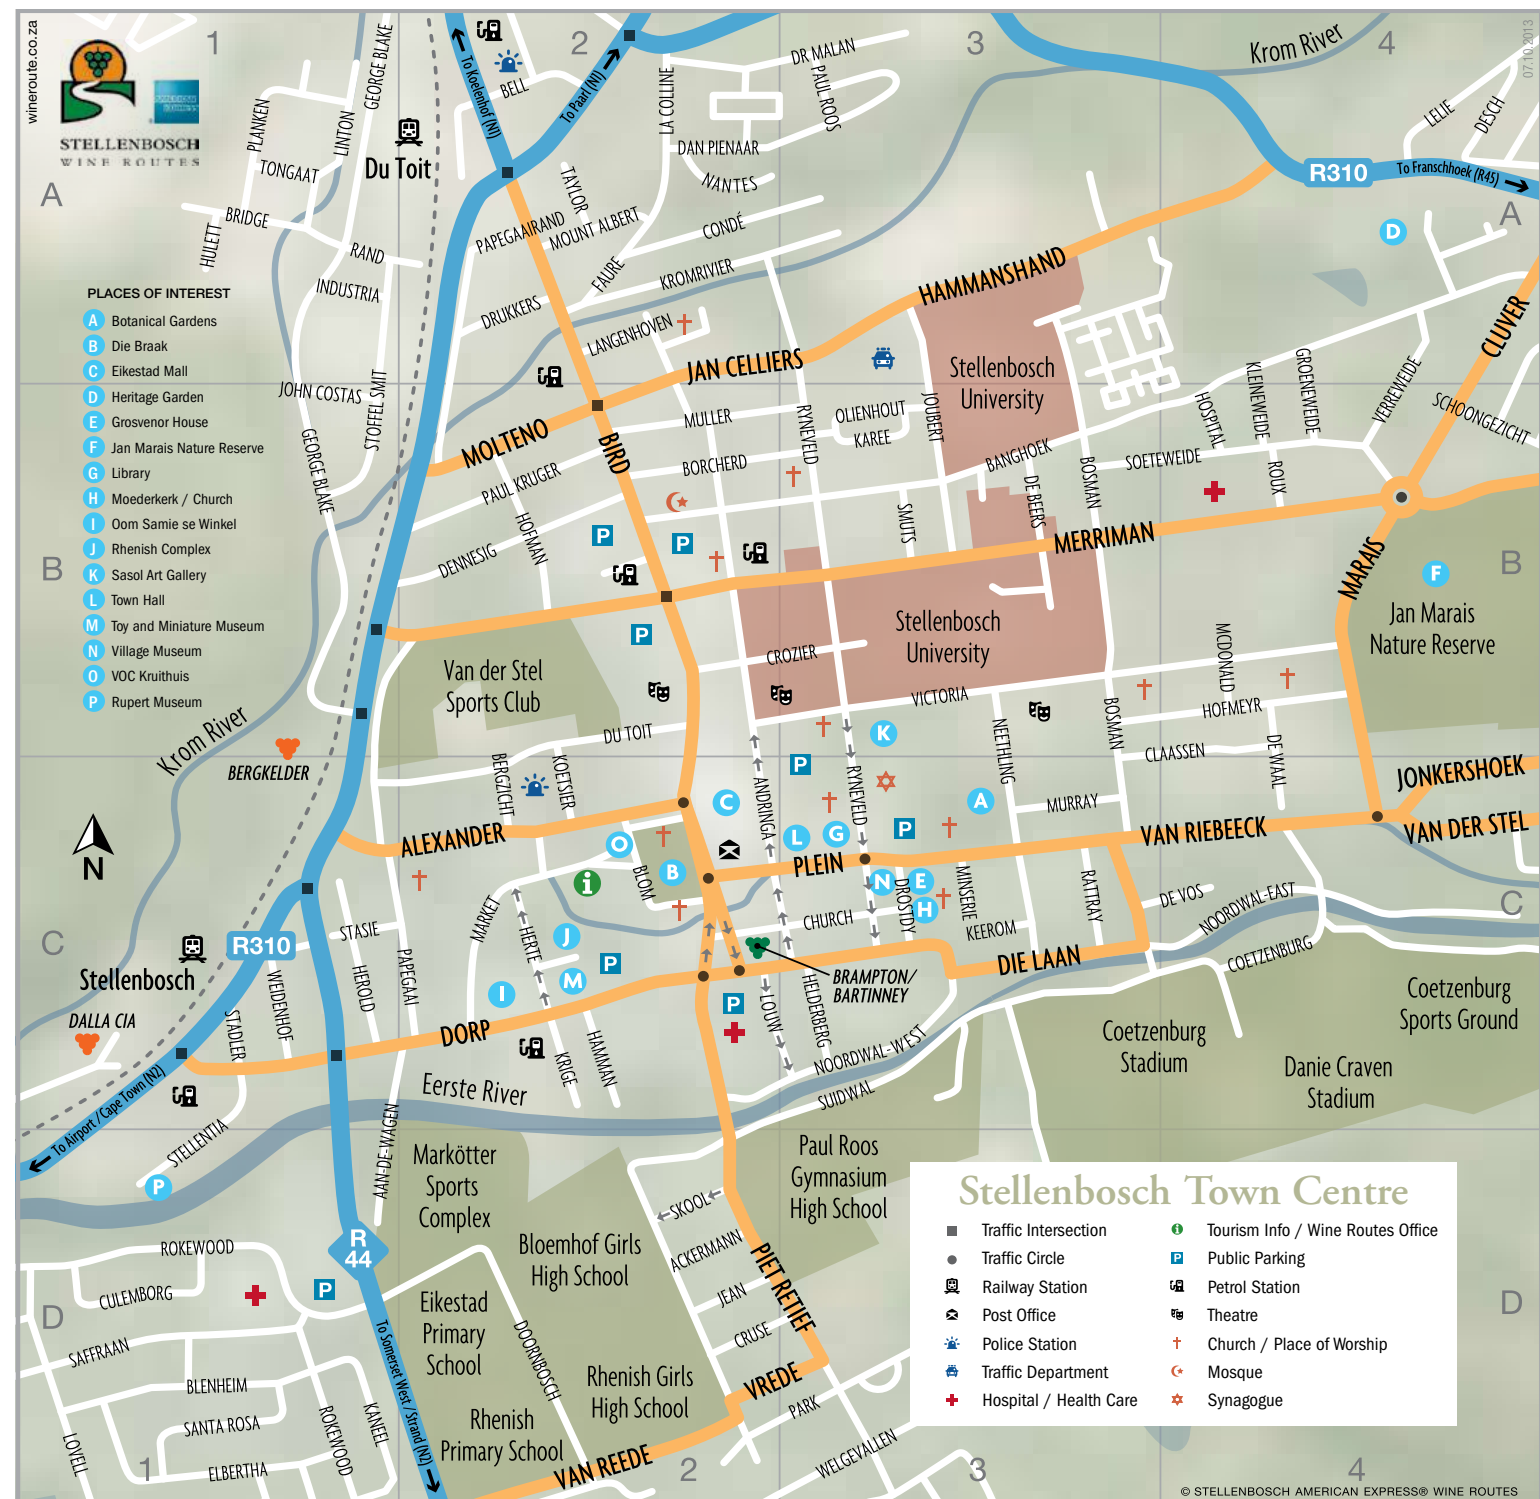 wineroute.co.za
07.10.2013
1
2
3
4
STELLENBOSCH
WINE ROUTES
AMERICAN EXPRESS
A
A
B
B
C
C
D
D
1
2
3
4
PLACES OF INTEREST
A Botanical Gardens
B Die Braak
C Eikestad Mall
D Heritage Garden
E Grosvenor House
F Jan Marais Nature Reserve
G Library
H Moederkerk / Church
I Oom Samie se Winkel
J Rhenish Complex
K Sasol Art Gallery
L Town Hall
M Toy and Miniature Museum
N Village Museum
O VOC Kruithuis
P Rupert Museum
To Koelenhof (N1)
To Paarl (N1)
BELL
GEORGE BLAKE
PLANKEN
LINTON
TONGAAT
BRIDGE
HULETT
RAND
INDUSTRIA
Du Toit
LA COLLINE
DR MALAN
PAUL ROOS
DAN PIENAAR
NANTES
TAYLOR
PAPEGAAIRAND
MOUNT ALBERT
CONDÉ
FAURE
KROMRIVIER
DRUKKERS
LANGENHOVEN
Krom River
LELIE
DESCH
R310
To Franschhoek (R45)
D
HAMMANSHAND
JAN CELLIERS
CLUVER
Stellenbosch
University
JOHN COSTAS
STOFFEL SMIT
GEORGE BLAKE
MOLTENO
BIRD
MULLER
RYNEVELD
OLIENHOUT
KAREE
JOUBERT
BORCHERD
PAUL KRUGER
HOFMAN
DENNESIG
BANGHOEK
SMUTS
DE BEERS
BOSMAN
SOETEWEIDE
HOSPITAL
KLEINEWEIDE
GROENEWEIDE
ROUX
VERREWEIDE
SCHOONGEZICHT
MERRIMAN
MARAIS
F
Jan Marais
Nature Reserve
P
P
P
Stellenbosch
University
CROZIER
VICTORIA
MCDONALD
HOFMEYR
Van der Stel
Sports Club
DU TOIT
Krom River
BERGKELDER
BERGZICHT
KOETSIER
K
NEETHLING
BOSMAN
CLAASSEN
DE WAAL
JONKERSHOEK
VAN DER STEL
VAN RIEBEECK
MURRAY
A
RYNEVELD
ANDRINGA
P
C
L
G
P
PLEIN
ALEXANDER
O
B
BLOM
N
N
E
H
DROSTDY
MINSERIE
KEEROM
RATTRAY
DE VOS
NOORDWAL-EAST
COETZENBURG
CHURCH
DIE LAAN
MARKET
HERTE
J
M
P
I
STASIE
HEROLD
PAPEGAAI
R310
Stellenbosch
DALLA CIA
WEIDENHOF
STADLER
DORP
KRIGE
HAMMAN
P
LOUW
HELDERBERG
BRAMPTON/
BARTINNEY
NOORDWAL-WEST
SUIDWAL
Coetzenburg
Stadium
Coetzenburg
Sports Ground
Danie Craven
Stadium
Eerste River
To Airport / Cape Town (N2)
STELLENTIA
P
AAN-DE-WAGEN
Markötter
Sports
Complex
Paul Roos
Gymnasium
High School
SKOOL
ACKERMANN
JEAN
CRUSE
PIET RETIEF
Bloemhof Girls
High School
R
44
ROKEWOOD
CULEMBORG
P
SAFFRAAN
BLENHEIM
SANTA ROSA
ELBERTHA
LOVELL
ROKEWOOD
KANEEL
To Somerset West / Strand (N2)
Eikestad
Primary
School
DOORNBOSCH
Rhenish Girls
High School
Rhenish
Primary School
VREDE
VAN REEDE
PARK
WELGEVALLEN
Stellenbosch Town Centre
Traffic Intersection
Traffic Circle
Railway Station
Post Office
Police Station
Traffic Department
Hospital / Health Care
Tourism Info / Wine Routes Office
P Public Parking
Petrol Station
Theatre
Church / Place of Worship
Mosque
Synagogue
© STELLENBOSCH AMERICAN EXPRESS® WINE ROUTES